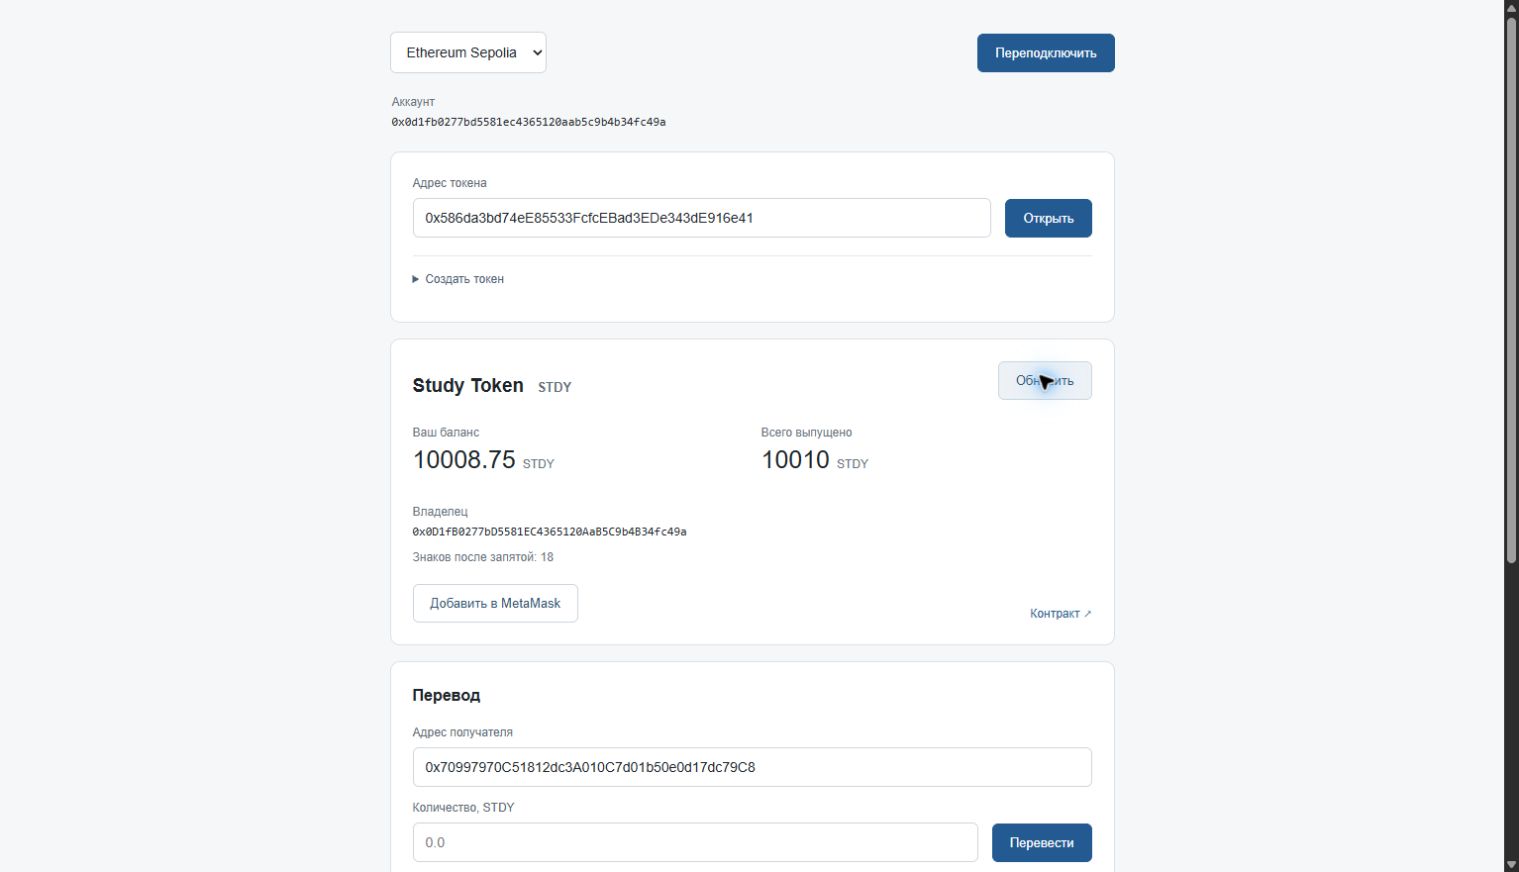 Ethereum Sepolia
Переподключить
Аккаунт
0x0d1fb0277bd5581ec4365120aab5c9b4b34fc49a
Адрес токена
0x586da3bd74eE85533FcfcEBad3EDe343dE916e41
Открыть
Создать токен
Study Token STDY
Ваш баланс
10008.75 STDY
Всего выпущено
10010 STDY
Владелец
0x0D1fB0277bD5581EC4365120AaB5C9b4B34fc49a
Знаков после запятой: 18
Добавить в MetaMask
Контракт ↗
Перевод
Адрес получателя
0x70997970C51812dc3A010C7d01b50e0d17dc79C8
Количество, STDY
0.0
Перевести